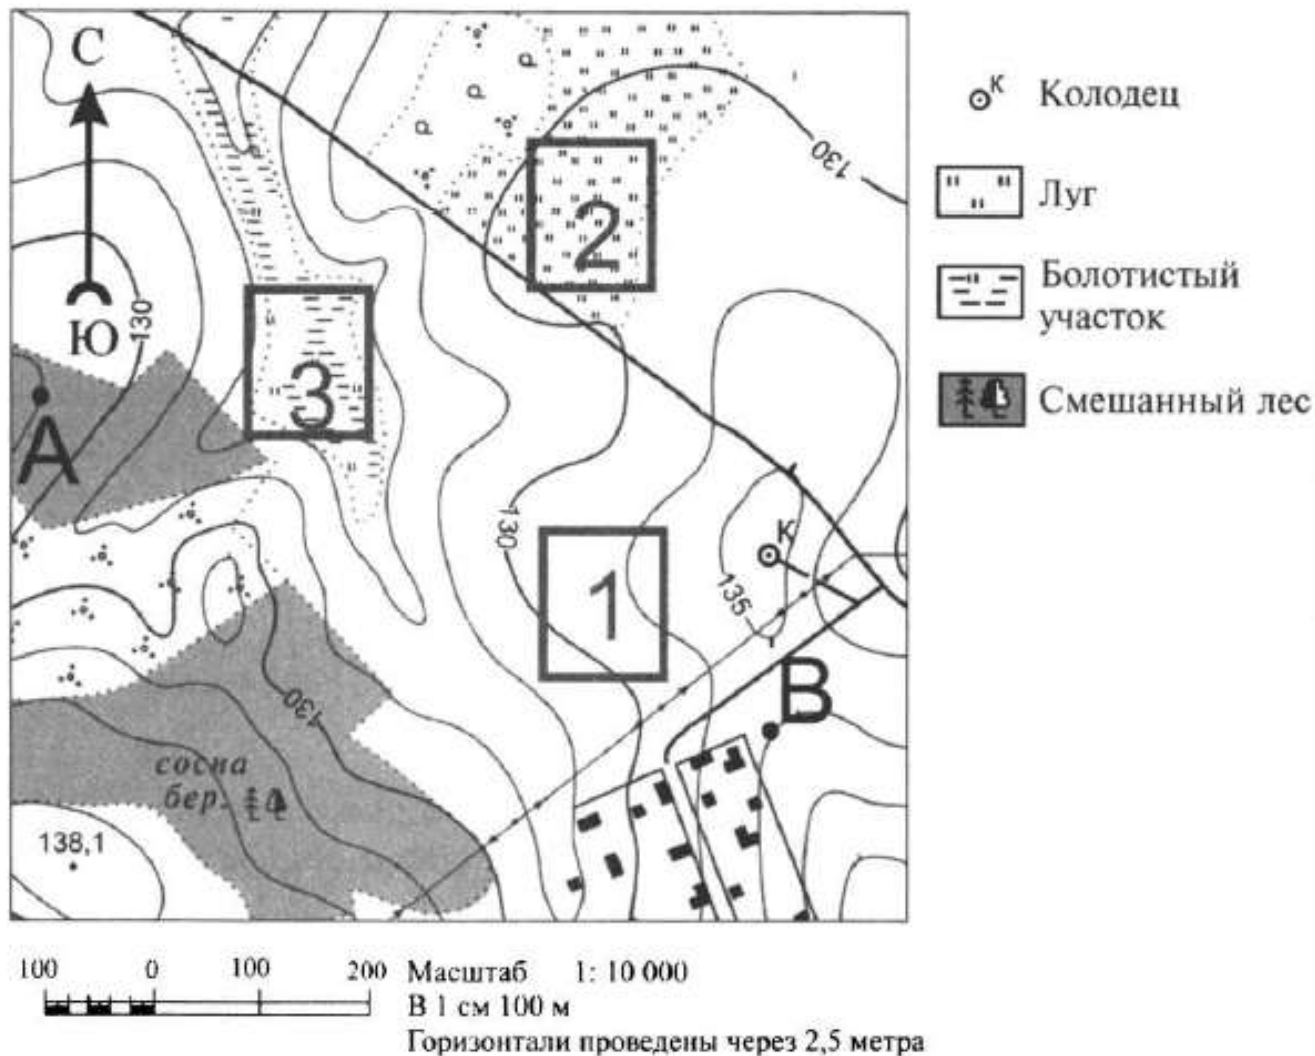 С
Ю
А
130
3
2
130
Р
Р
Р
130
1
К
135
В
130
сосна
бер.
138,1
К
Колодец
Луг
Болотистый
участок
Смешанный лес
100 0 100 200
Масштаб 1: 10 000
В 1 см 100 м
Горизонтали проведены через 2,5 метра